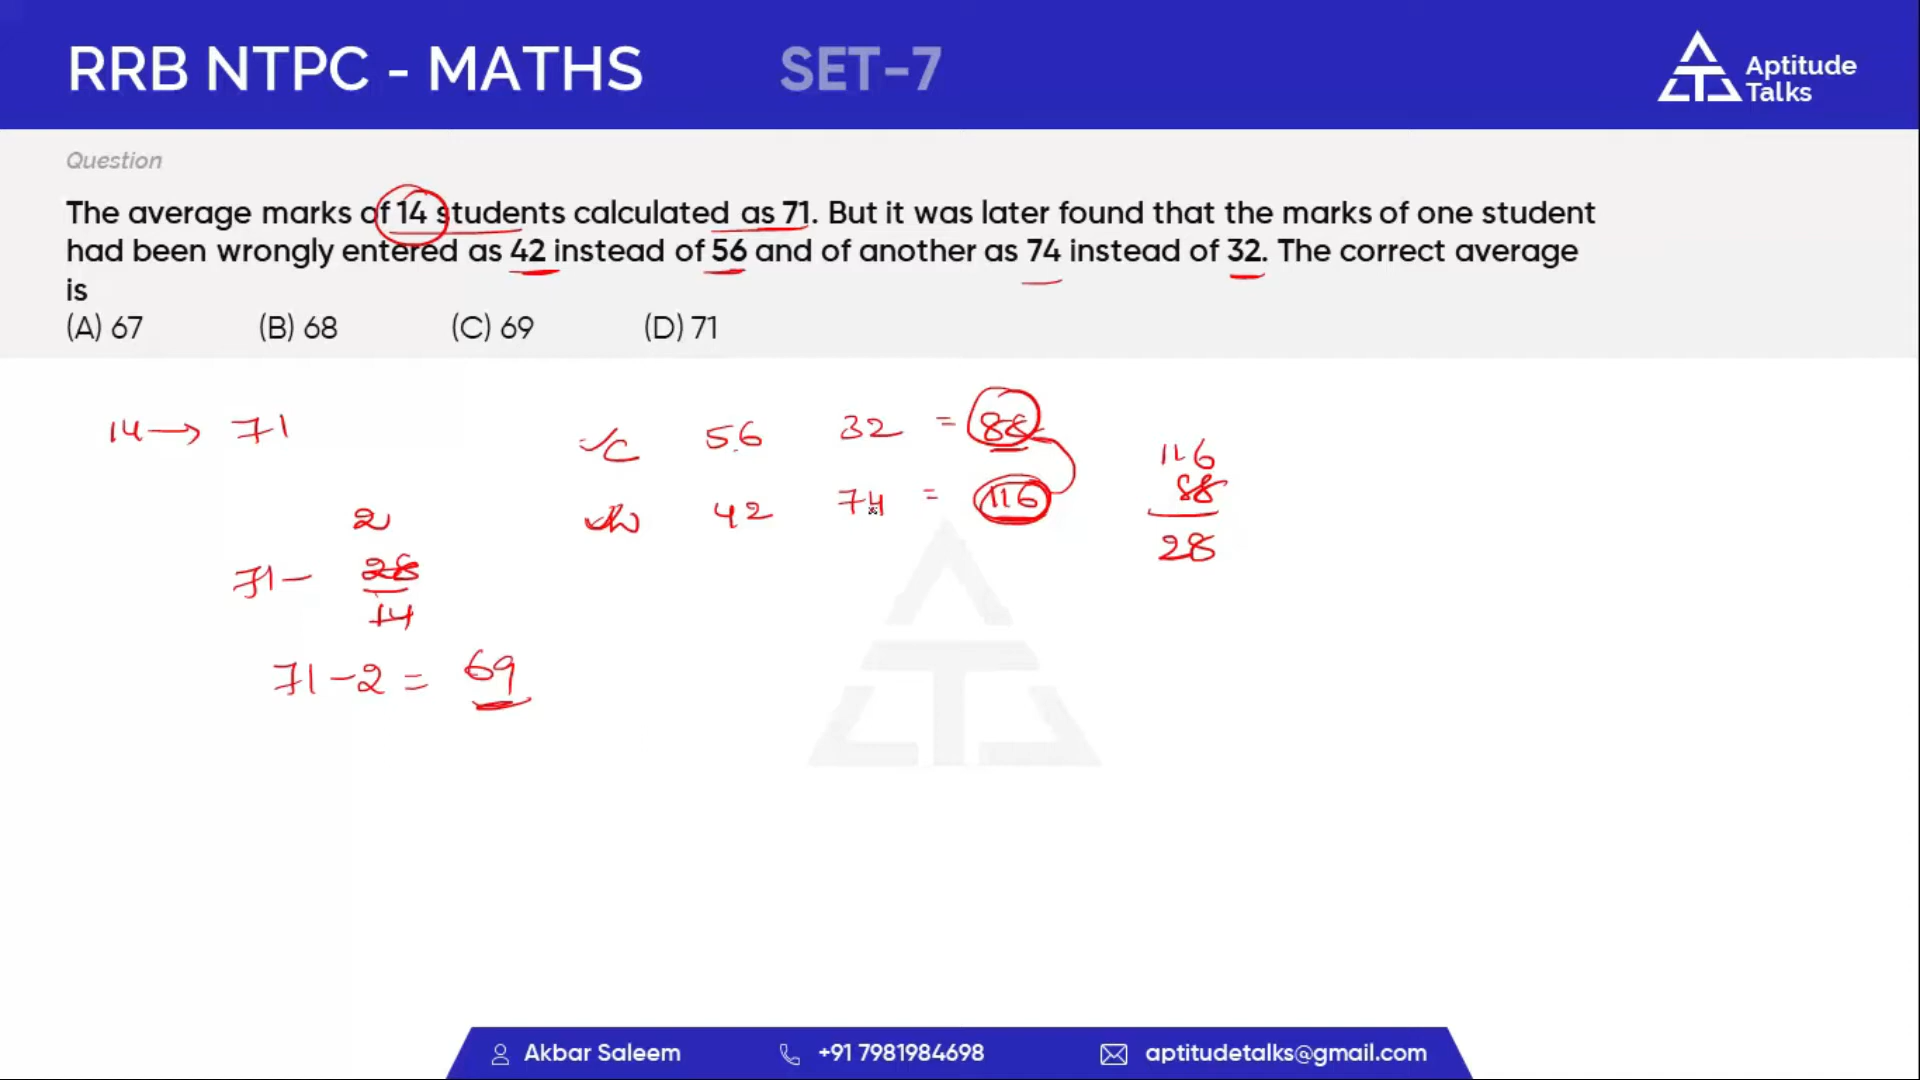 RRB NTPC - MATHS SET-7
Aptitude
Talks
Question
The average marks of 14 students calculated as 71. But it was later found that the marks of one student
had been wrongly entered as 42 instead of 56 and of another as 74 instead of 32. The correct average
is
(A) 67 (B) 68 (C) 69 (D) 71
14 → 71
C 56 32 = 88
W 42 74 = 116
116
88
28
2
71 - 28
14
71 - 2 = 69
Akbar Saleem +91 7981984698 aptitudetalks@gmail.com